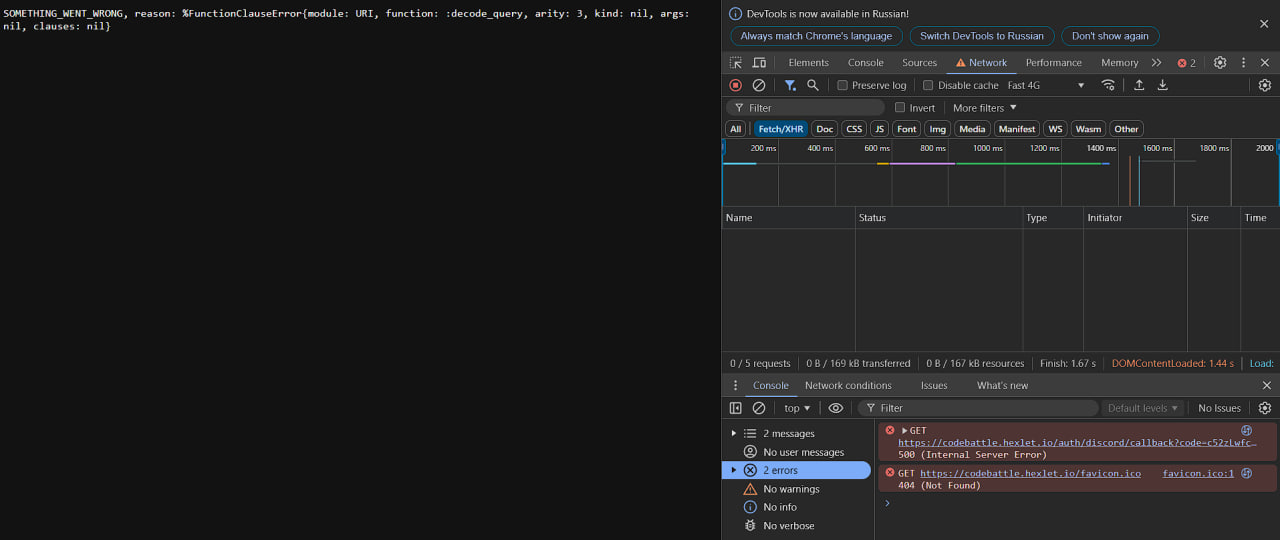 SOMETHING_WENT_WRONG, reason: %FunctionClauseError{module: URI, function: :decode_query, arity: 3, kind: nil, args:
nil, clauses: nil}
DevTools is now available in Russian!
Always match Chrome's language
Switch DevTools to Russian
Don't show again
Elements Console Sources Network Performance Memory 2
Preserve log Disable cache Fast 4G
Filter Invert More filters
All Fetch/XHR Doc CSS JS Font Img Media Manifest WS Wasm Other
200 ms 400 ms 600 ms 800 ms 1000 ms 1200 ms 1400 ms 1600 ms 1800 ms 2000
Name Status Type Initiator Size Time
0 / 5 requests 0 B / 169 kB transferred 0 B / 167 kB resources Finish: 1.67 s DOMContentLoaded: 1.44 s Load:
Console Network conditions Issues What's new
top Filter Default levels No Issues
2 messages
No user messages
2 errors
No warnings
No info
No verbose
GET
https://codebattle.hexlet.io/auth/discord/callback?code=c52zLwfc…
500 (Internal Server Error)
GET https://codebattle.hexlet.io/favicon.ico favicon.ico:1
404 (Not Found)